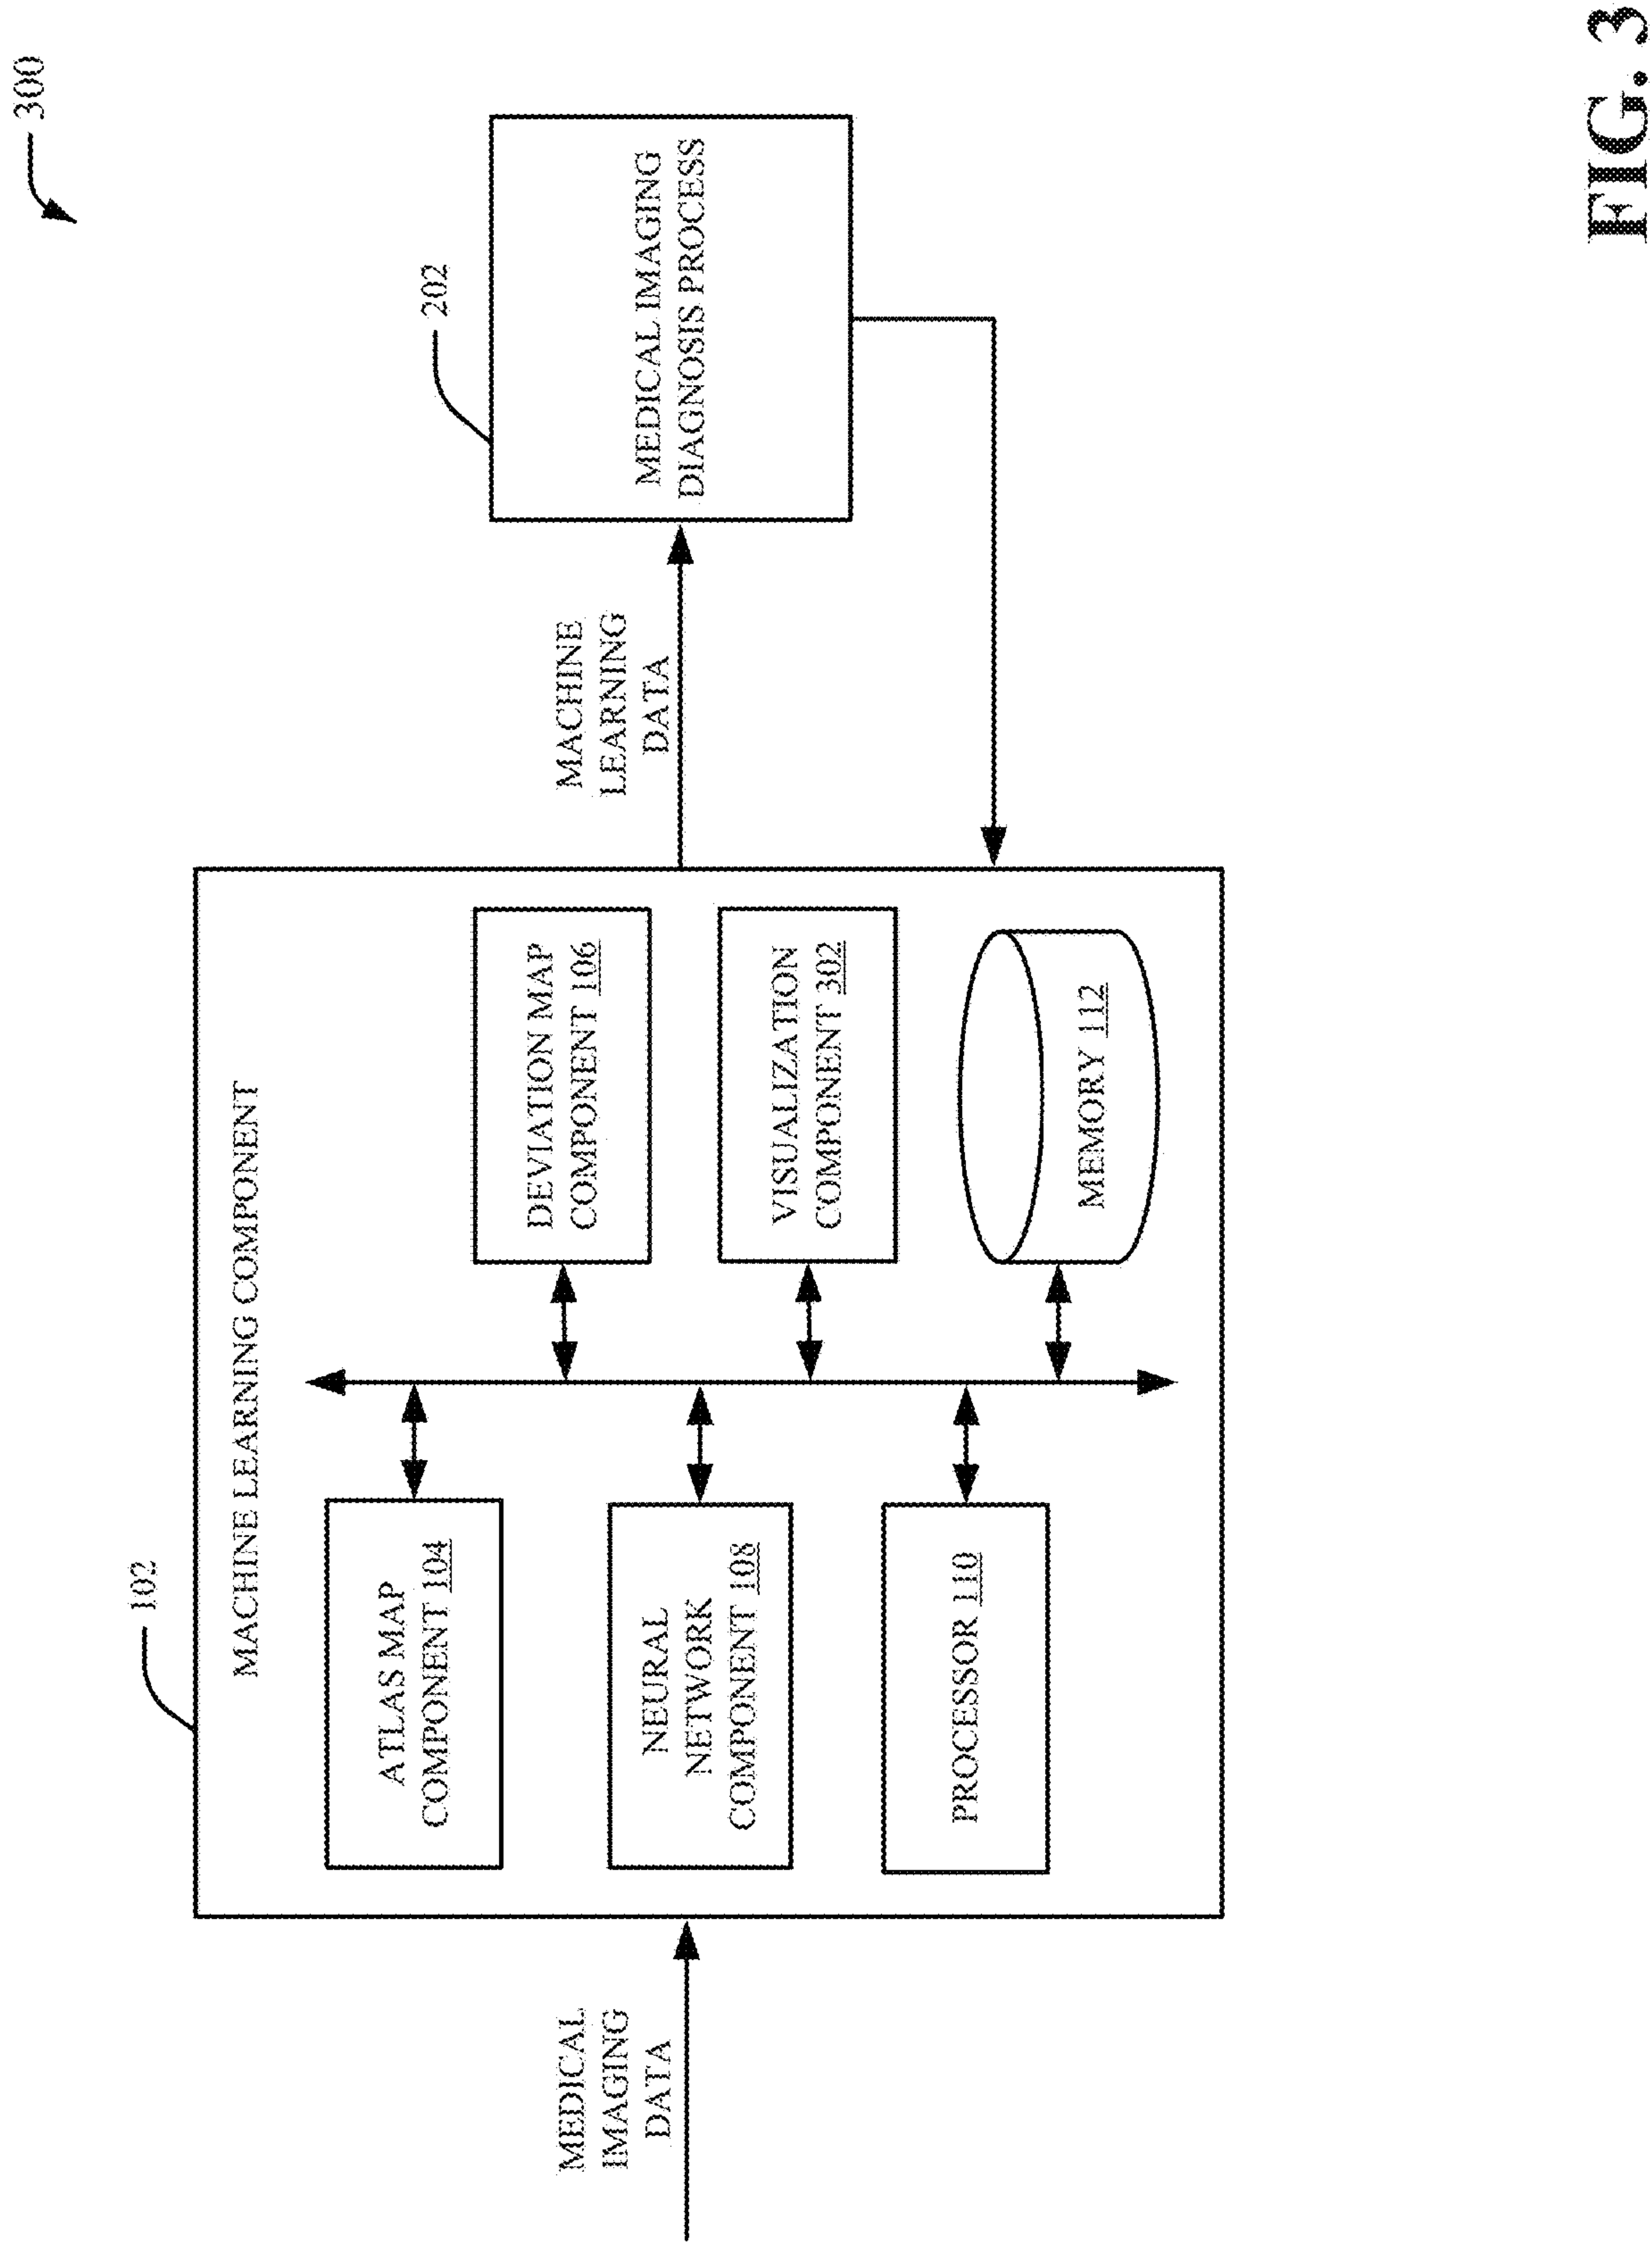 300
102
MACHINE LEARNING COMPONENT
ATLAS MAP
COMPONENT 104
DEVIATION MAP
COMPONENT 106
NEURAL
NETWORK
COMPONENT 108
VISUALIZATION
COMPONENT 302
PROCESSOR 110
MEMORY 112
MEDICAL
IMAGING
DATA
MACHINE
LEARNING
DATA
202
MEDICAL IMAGING
DIAGNOSIS PROCESS
FIG. 3